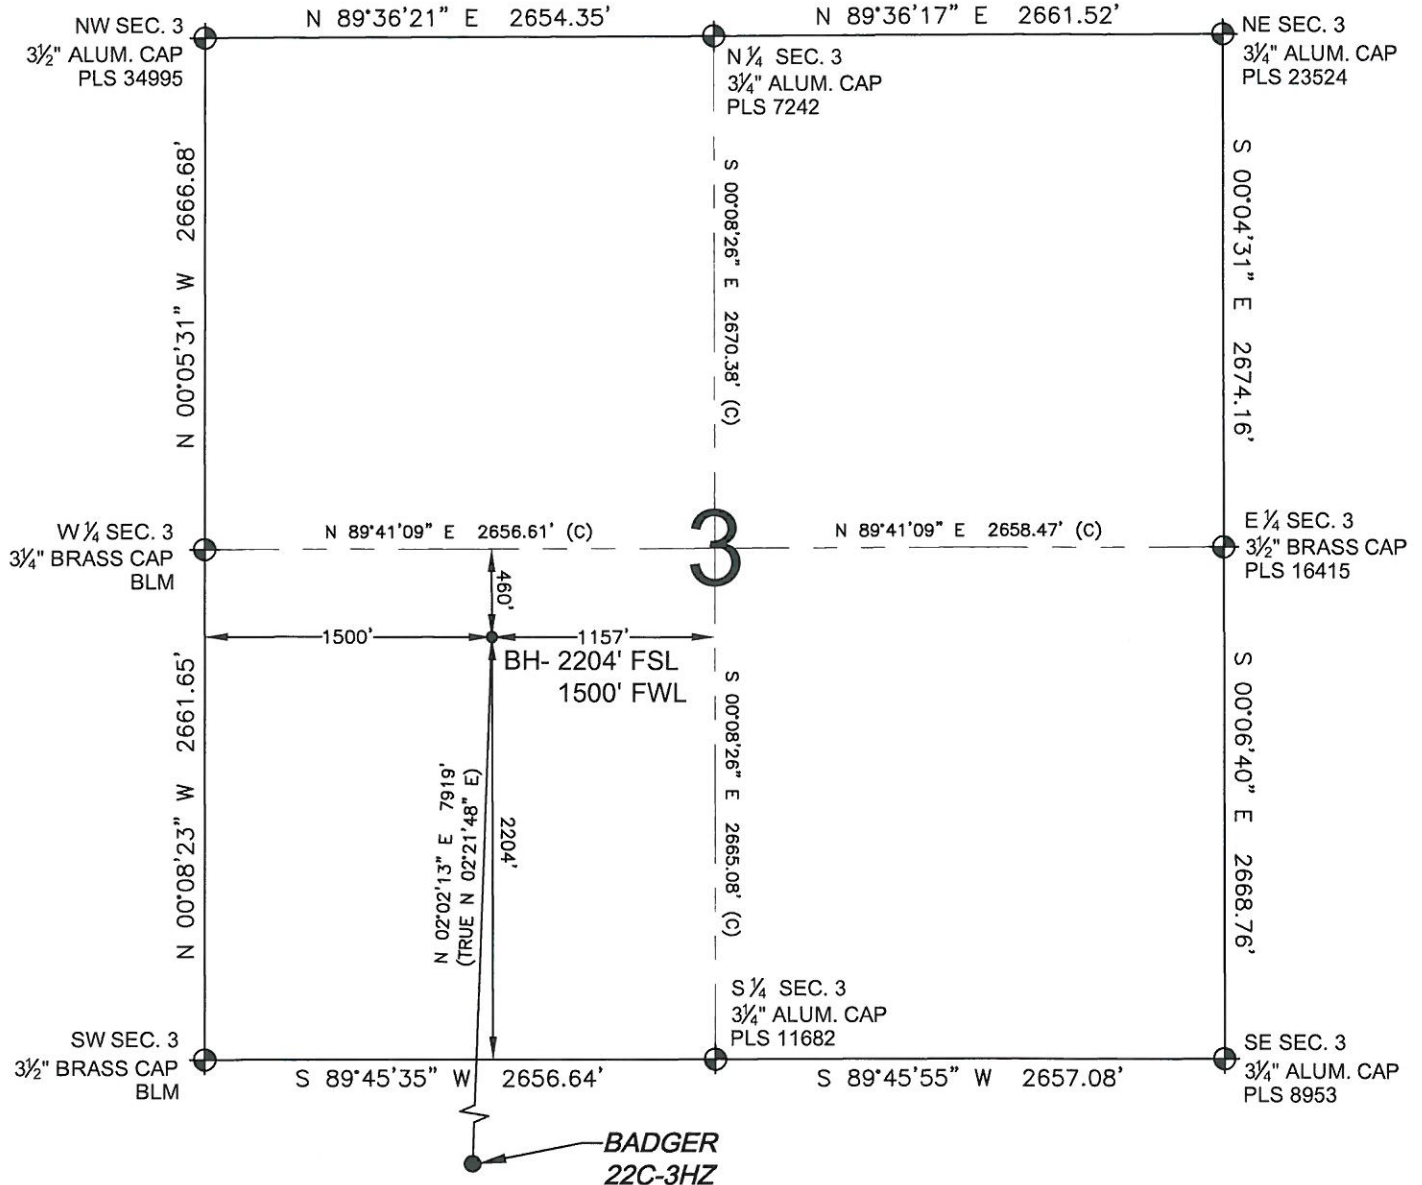 N 89°36'21" E 2654.35'
N 89°36'17" E 2661.52'
NW SEC. 3
3½" ALUM. CAP
PLS 34995
N ¼ SEC. 3
3¼" ALUM. CAP
PLS 7242
NE SEC. 3
3¼" ALUM. CAP
PLS 23524
N 00°05'31" W 2666.68'
S 00°08'26" E 2670.38' (C)
S 00°04'31" E 2674.16'
W ¼ SEC. 3
3¼" BRASS CAP
BLM
N 89°41'09" E 2656.61' (C)
3
N 89°41'09" E 2658.47' (C)
E ¼ SEC. 3
3½" BRASS CAP
PLS 16415
460'
1500'
1157'
BH- 2204' FSL
1500' FWL
N 00°08'23" W 2661.65'
N 02°02'13" E 7919'
(TRUE N 02°21'48" E)
2204'
S 00°08'26" E 2665.08' (C)
S 00°06'40" E 2668.76'
SW SEC. 3
3½" BRASS CAP
BLM
S ¼ SEC. 3
3¼" ALUM. CAP
PLS 11682
SE SEC. 3
3¼" ALUM. CAP
PLS 8953
S 89°45'35" W 2656.64'
S 89°45'55" W 2657.08'
BADGER
22C-3HZ